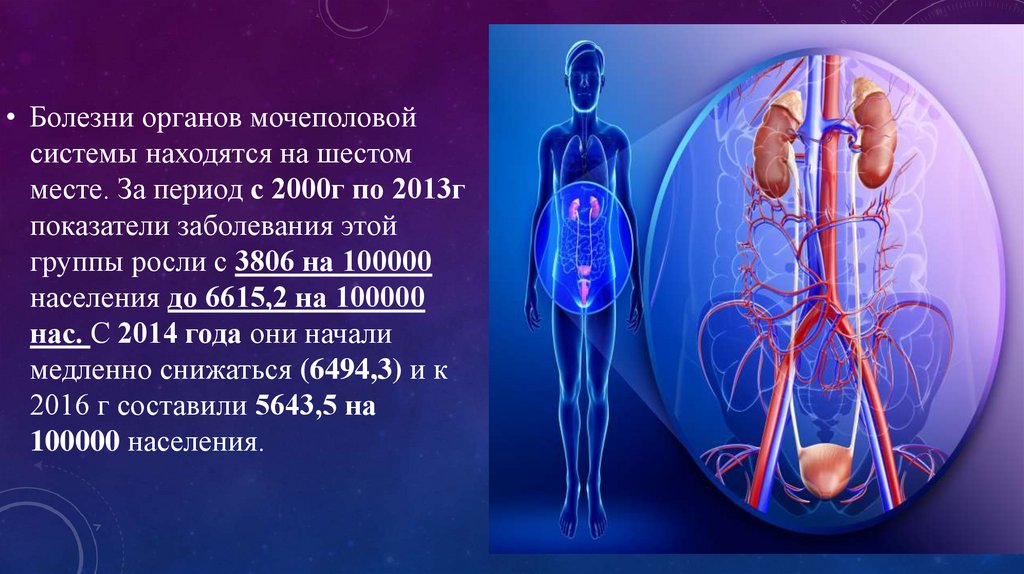 • Болезни органов мочеполовой
системы находятся на шестом
месте. За период с 2000г по 2013г
показатели заболевания этой
группы росли с 3806 на 100000
населения до 6615,2 на 100000
нас. С 2014 года они начали
медленно снижаться (6494,3) и к
2016 г составили 5643,5 на
100000 населения.